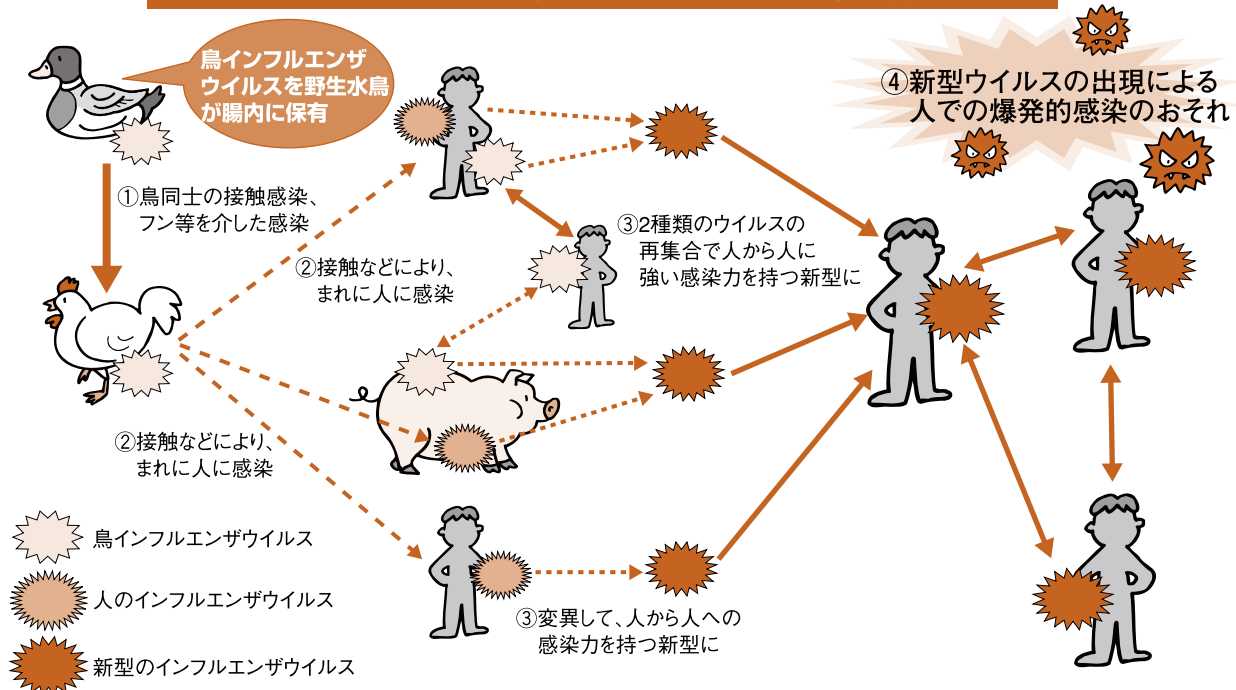 鳥インフルエンザ
ウイルスを野生水鳥
が腸内に保有
④新型ウイルスの出現による
人での爆発的感染のおそれ
①鳥同士の接触感染、
フン等を介した感染
②接触などにより、
まれに人に感染
③2種類のウイルスの
再集合で人から人に
強い感染力を持つ新型に
②接触などにより、
まれに人に感染
③変異して、人から人への
感染力を持つ新型に
鳥インフルエンザウイルス
人のインフルエンザウイルス
新型のインフルエンザウイルス